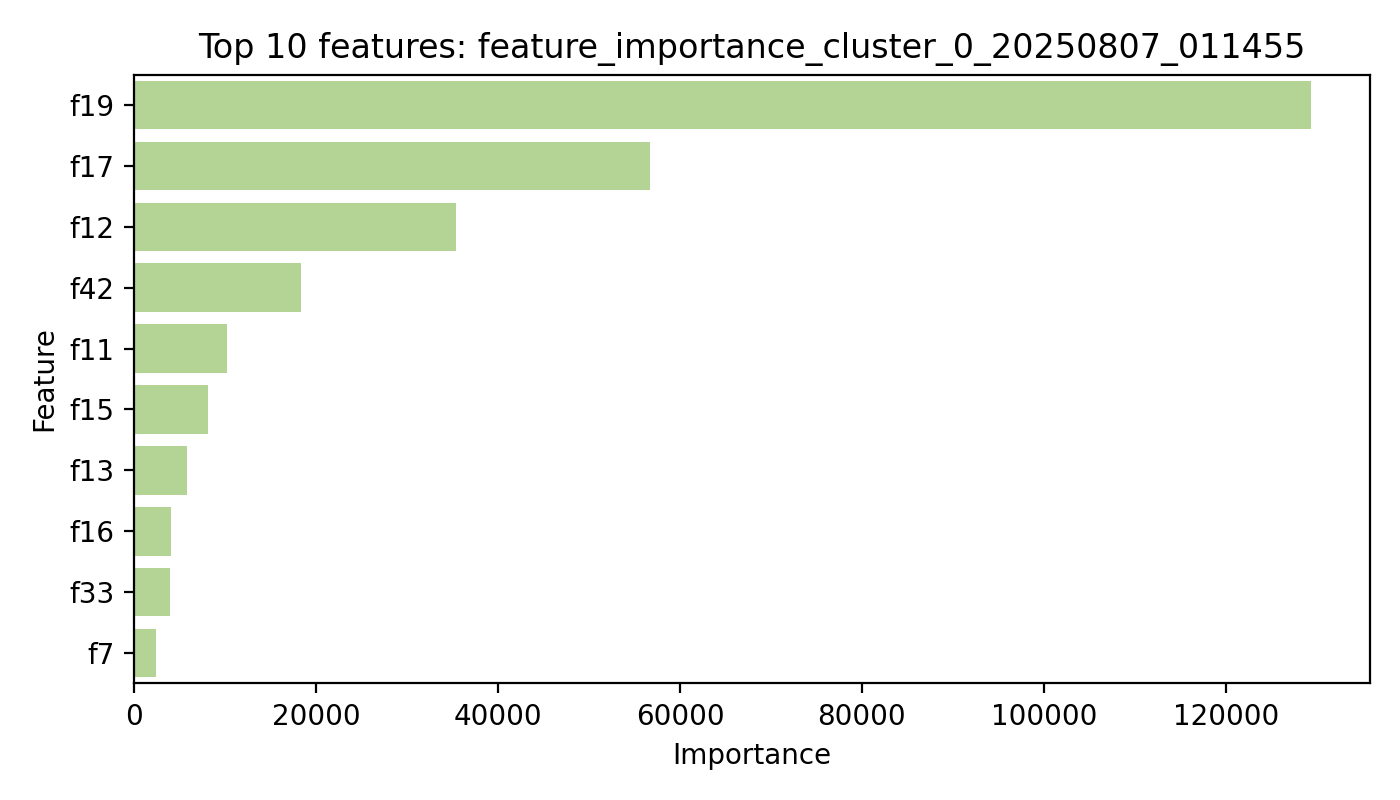 Top 10 features: feature_importance_cluster_0_20250807_011455
Feature
f19
f17
f12
f42
f11
f15
f13
f16
f33
f7
0 20000 40000 60000 80000 100000 120000
Importance